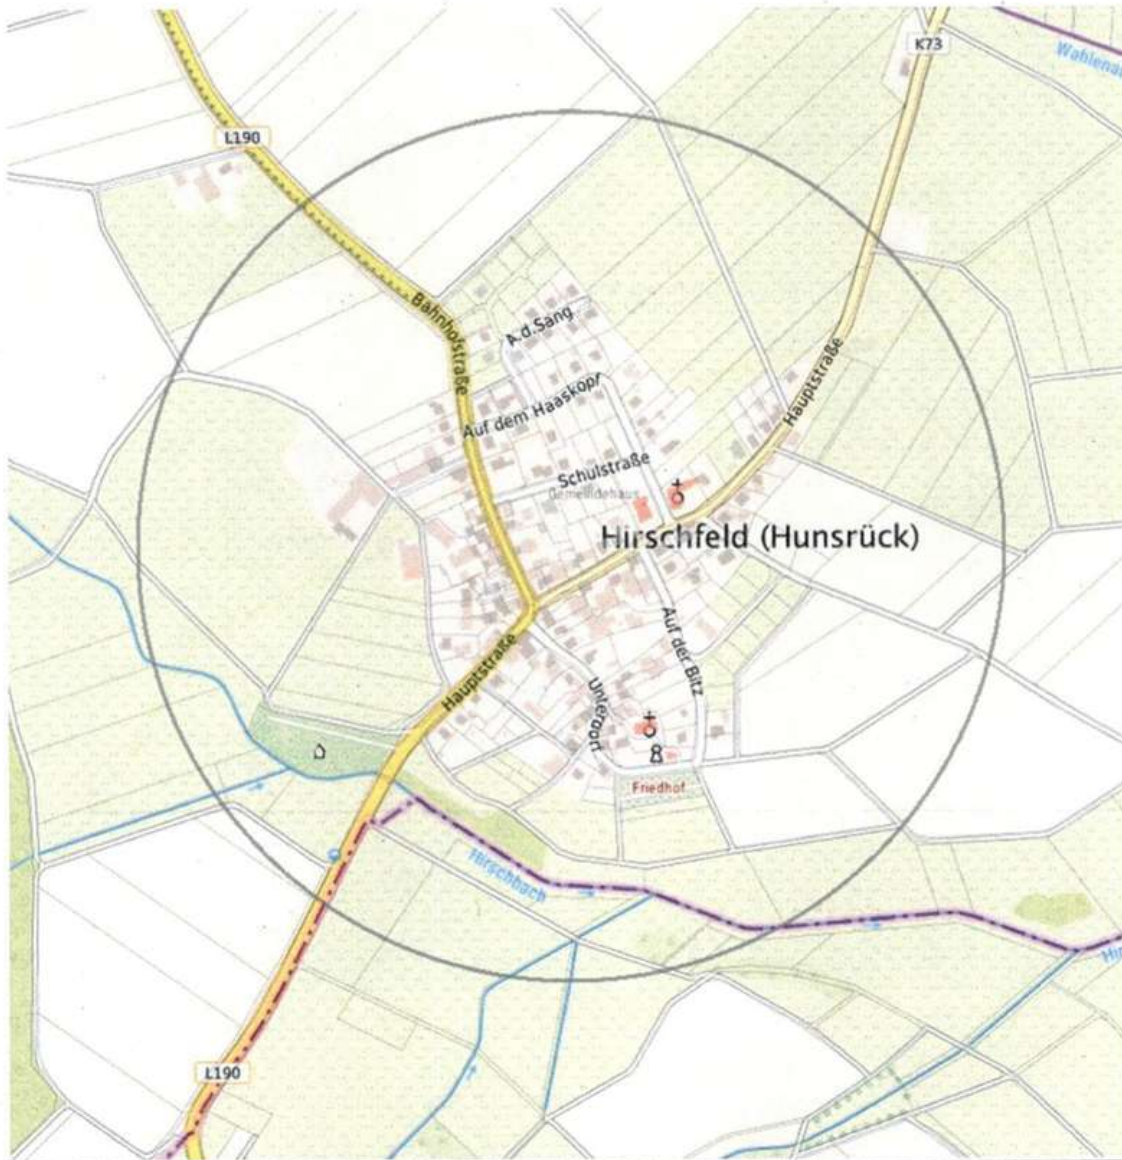 K73
Wahlenau
L190
Bahnhofstraße
A.d.Sang
Hauptstraße
Auf dem Haaskopf
Schulstraße
Gemeindehaus
Hirschfeld (Hunsrück)
Auf der Bitz
Hauptstraße
Unterdorf
Friedhof
Hirschbach
Hir
L190